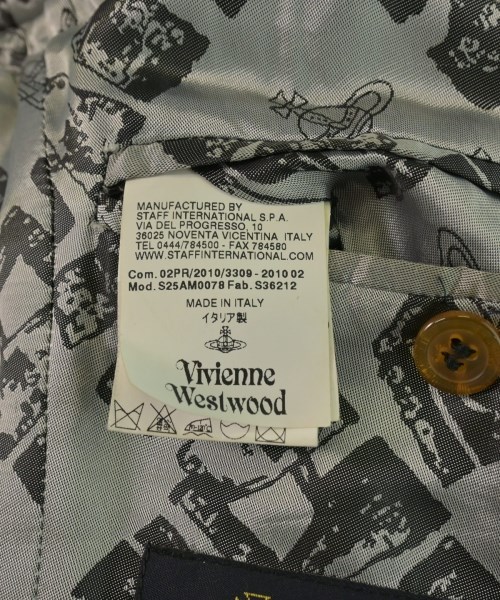 MANUFACTURED BY
STAFF INTERNATIONAL S.P.A.
VIA DEL PROGRESSO, 10
36025 NOVENTA VICENTINA ITALY
TEL 0444/784500 - FAX 784580
WWW.STAFFINTERNATIONAL.COM
Com. 02PR/2010/3309 - 2010 02
Mod. S25AM0078 Fab. S36212
MADE IN ITALY
イタリア製
Vivienne
Westwood